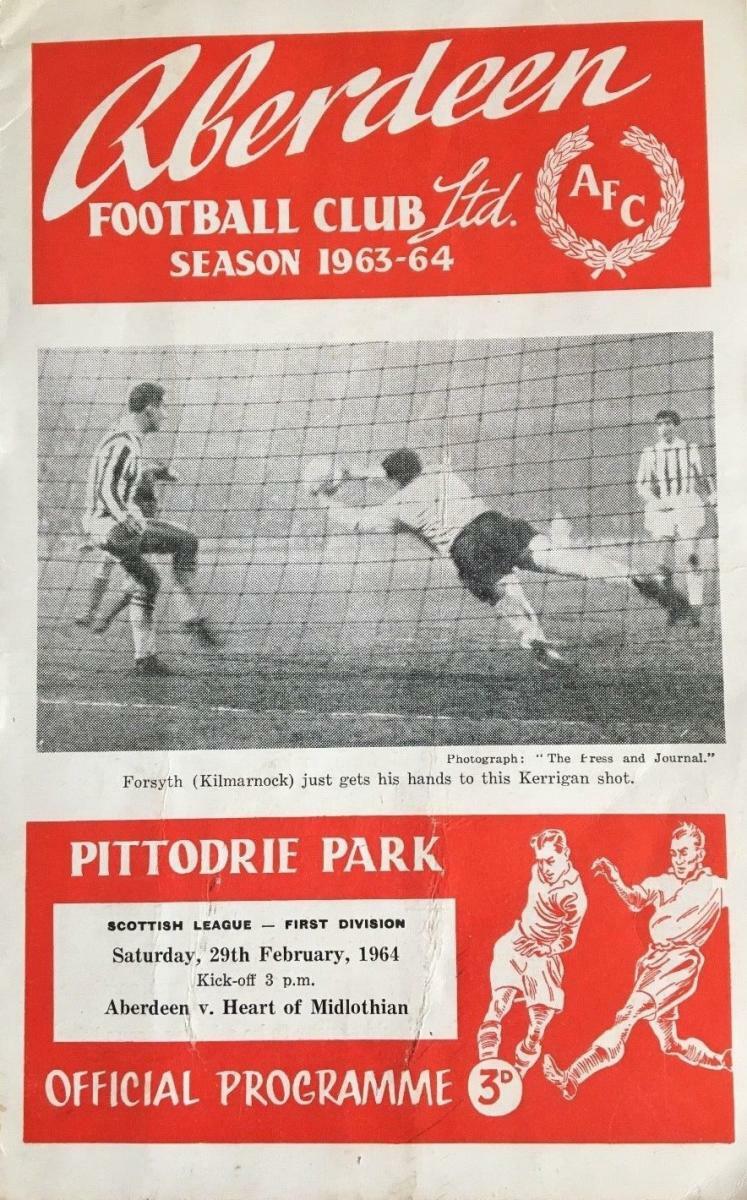 Aberdeen
FOOTBALL CLUB Ltd.
SEASON 1963-64
AFC
Photograph: "The Press and Journal."
Forsyth (Kilmarnock) just gets his hands to this Kerrigan shot.
PITTODRIE PARK
SCOTTISH LEAGUE — FIRST DIVISION
Saturday, 29th February, 1964
Kick-off 3 p.m.
Aberdeen v. Heart of Midlothian
OFFICIAL PROGRAMME 3D